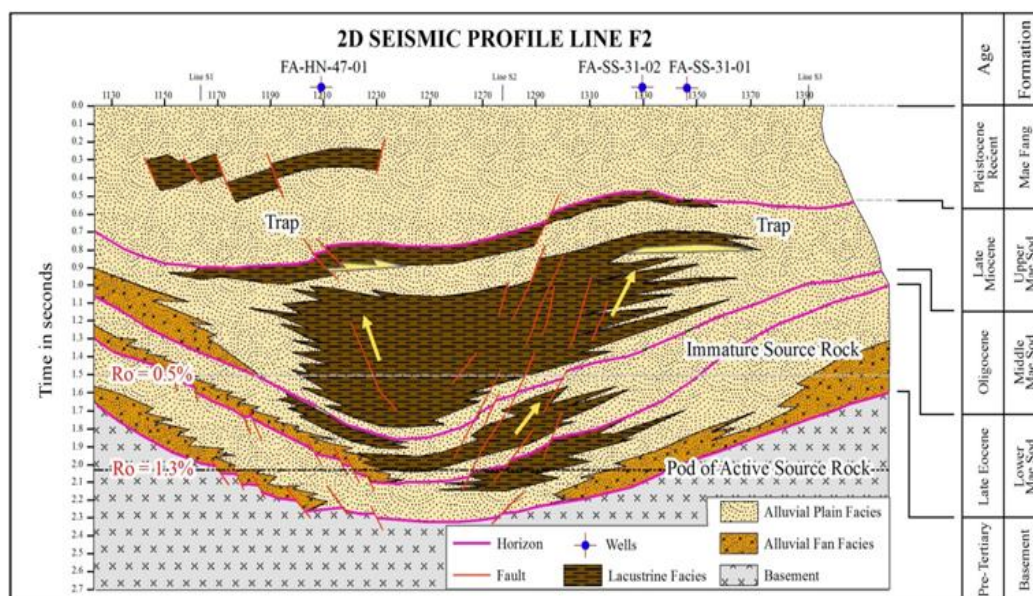 2D SEISMIC PROFILE LINE F2
FA-HN-47-01 FA-SS-31-02 FA-SS-31-01
Line S1 Line S2 Line S3
1130 1150 1170 1190 1210 1230 1250 1270 1290 1310 1330 1350 1370 1390
Time in seconds
0.0
0.1
0.2
0.3
0.4
0.5
0.6
0.7
0.8
0.9
1.0
1.1
1.2
1.3
1.4
1.5
1.6
1.7
1.8
1.9
2.0
2.1
2.2
2.3
2.4
2.5
2.6
2.7
Trap
Trap
Immature Source Rock
Ro = 0.5%
Ro = 1.3%
Pod of Active Source Rock
Horizon
Wells
Fault
Lacustrine Facies
Alluvial Plain Facies
Alluvial Fan Facies
Basement
Age
Formation
Pleistocene
Recent
Mae Fang
Late
Miocene
Upper
Mae Sod
Oligocene
Middle
Mae Sod
Late Eocene
Lower
Mae Sod
Pre-Tertiary
Basement